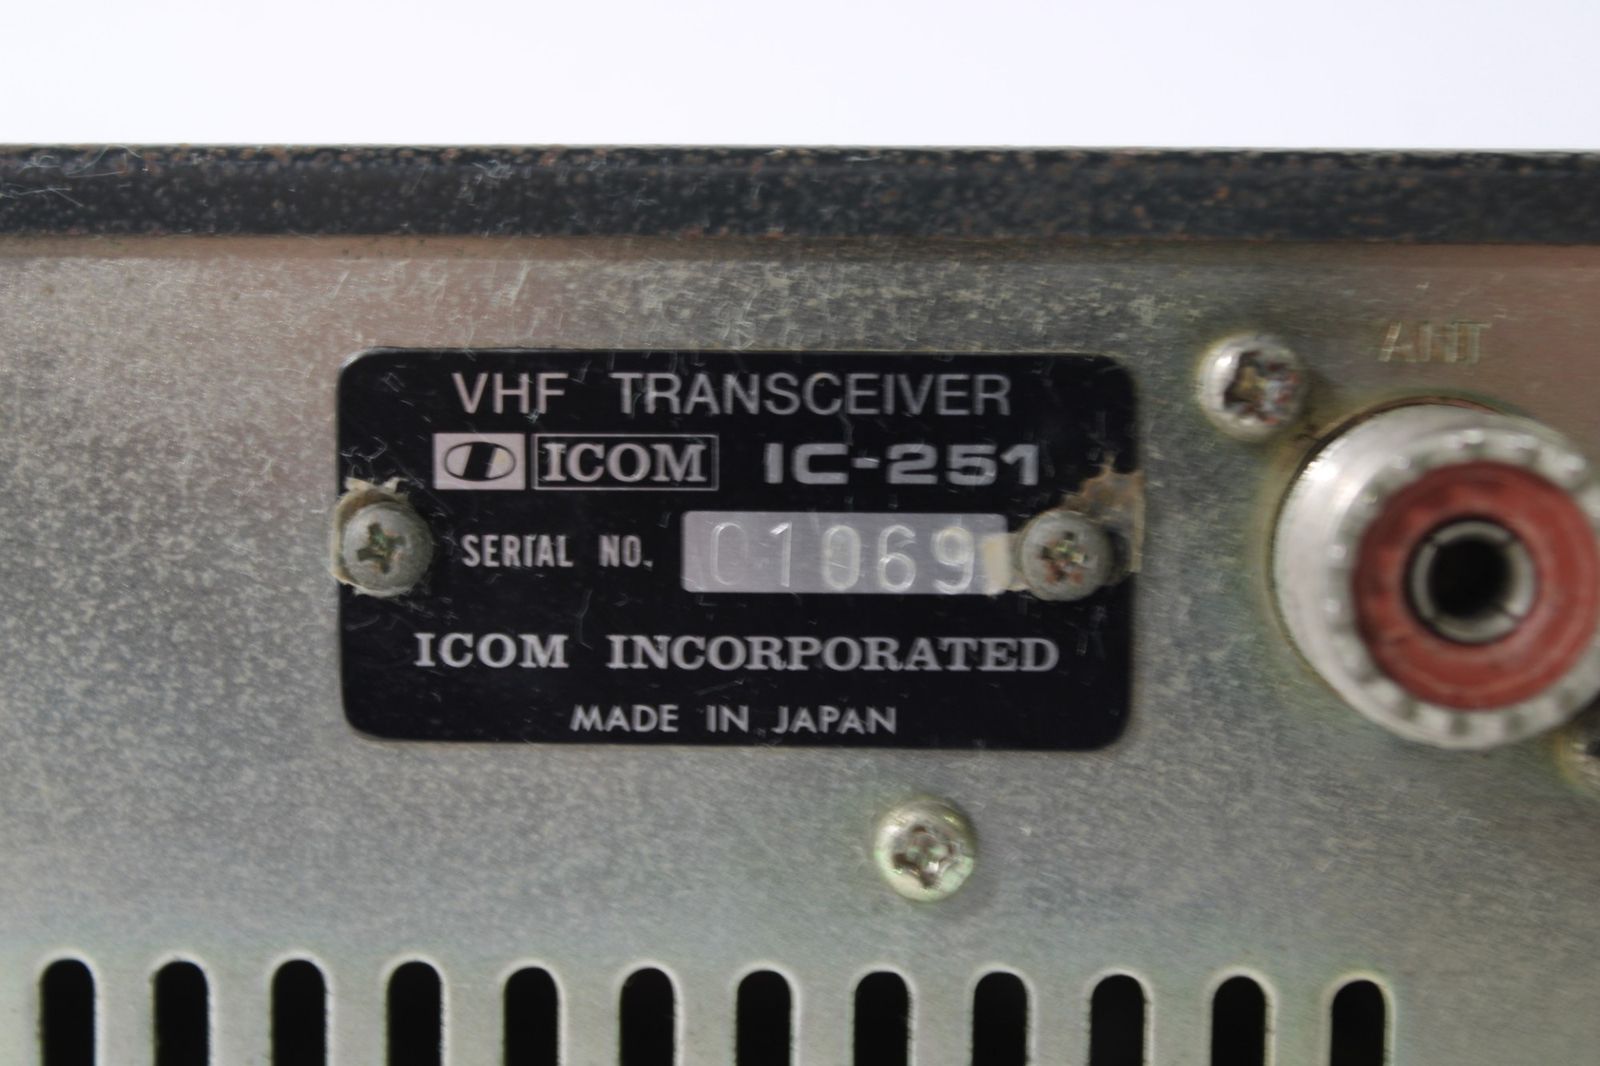 ANT
VHF TRANSCEIVER
ICOM IC-251
SERIAL NO. 01069
ICOM INCORPORATED
MADE IN JAPAN